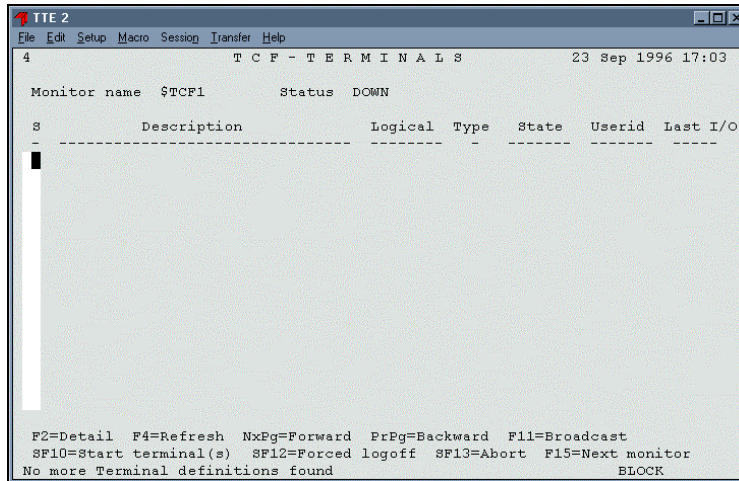 TTE 2
File Edit Setup Macro Session Transfer Help
4 T C F - T E R M I N A L S 23 Sep 1996 17:03
Monitor name $TCF1 Status DOWN
S Description Logical Type State Userid Last I/O
F2=Detail F4=Refresh NxPg=Forward PrPg=Backward F11=Broadcast
SF10=Start terminal(s) SF12=Forced logoff SF13=Abort F15=Next monitor
No more Terminal definitions found BLOCK